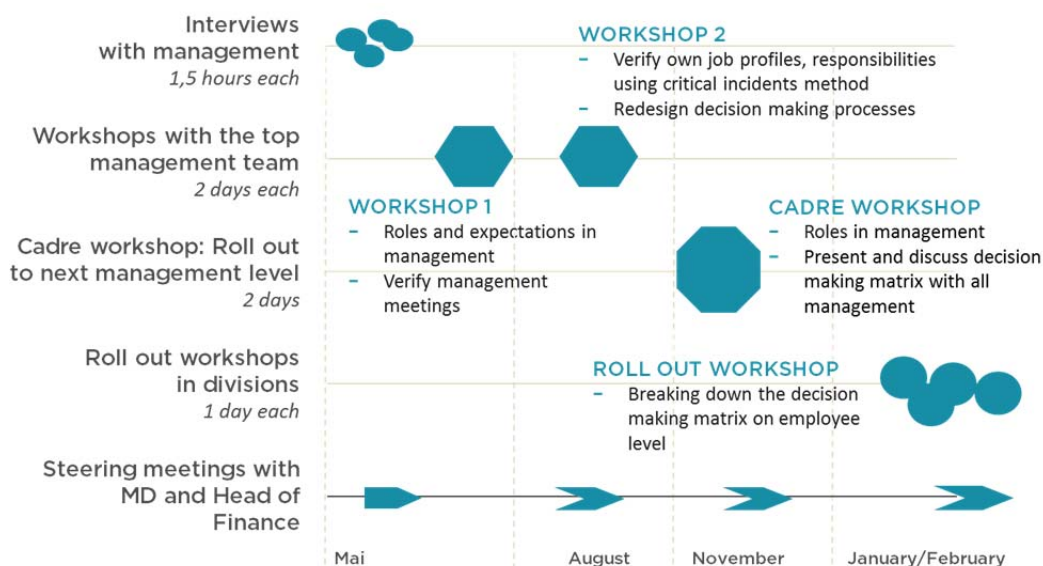 Interviews
with management
1,5 hours each
WORKSHOP 2
- Verify own job profiles, responsibilities
using critical incidents method
- Redesign decision making processes
Workshops with the top
management team
2 days each
WORKSHOP 1
- Roles and expectations in
management
- Verify management
meetings
CADRE WORKSHOP
- Roles in management
- Present and discuss decision
making matrix with all
management
Cadre workshop: Roll out
to next management level
2 days
Roll out workshops
in divisions
1 day each
ROLL OUT WORKSHOP
- Breaking down the decision
making matrix on employee
level
Steering meetings with
MD and Head of
Finance
Mai
August
November
January/February